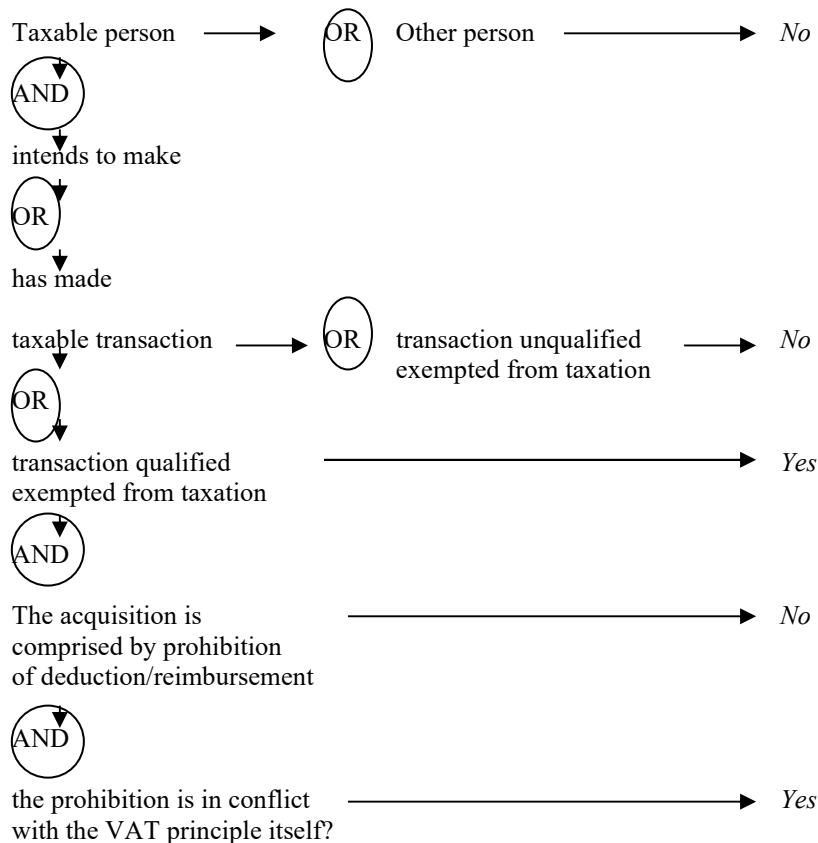 Taxable person OR Other person No
AND
intends to make
OR
has made
taxable transaction OR transaction unqualified No
exempted from taxation
OR
transaction qualified Yes
exempted from taxation
AND
The acquisition is No
comprised by prohibition
of deduction/reimbursement
AND
the prohibition is in conflict Yes
with the VAT principle itself?